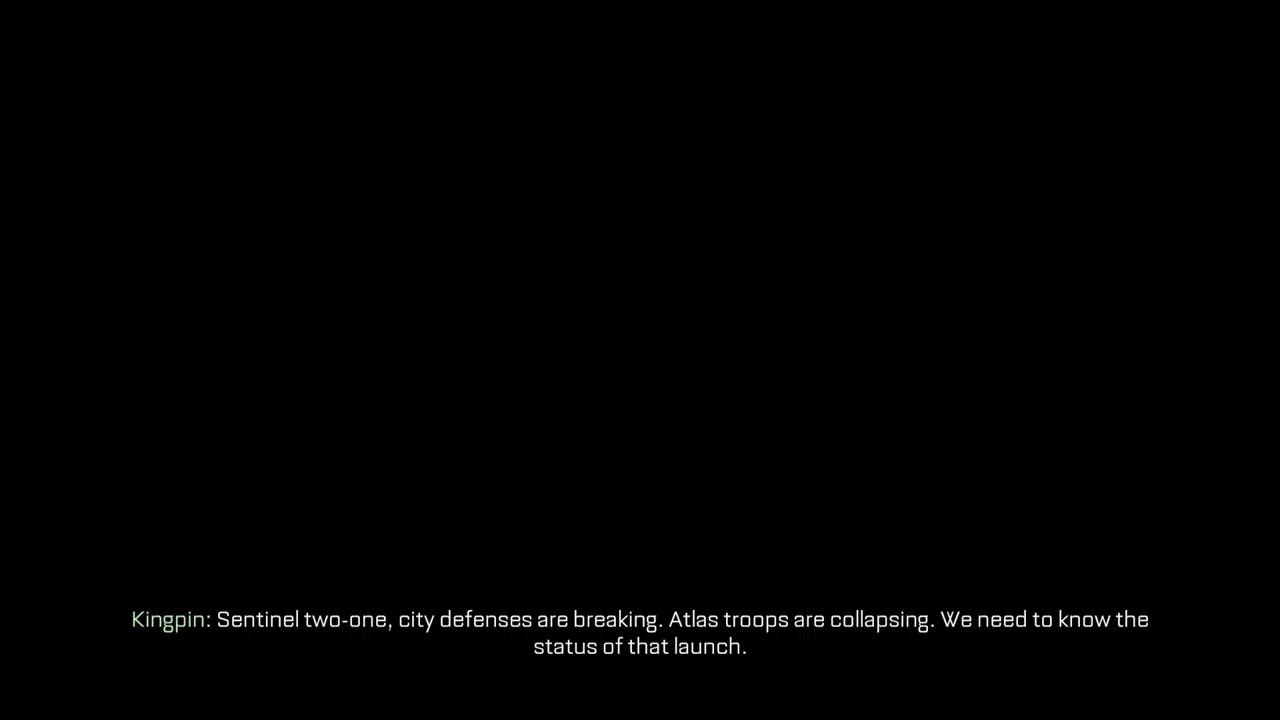 Kingpin: Sentinel two-one, city defenses are breaking. Atlas troops are collapsing. We need to know the
status of that launch.